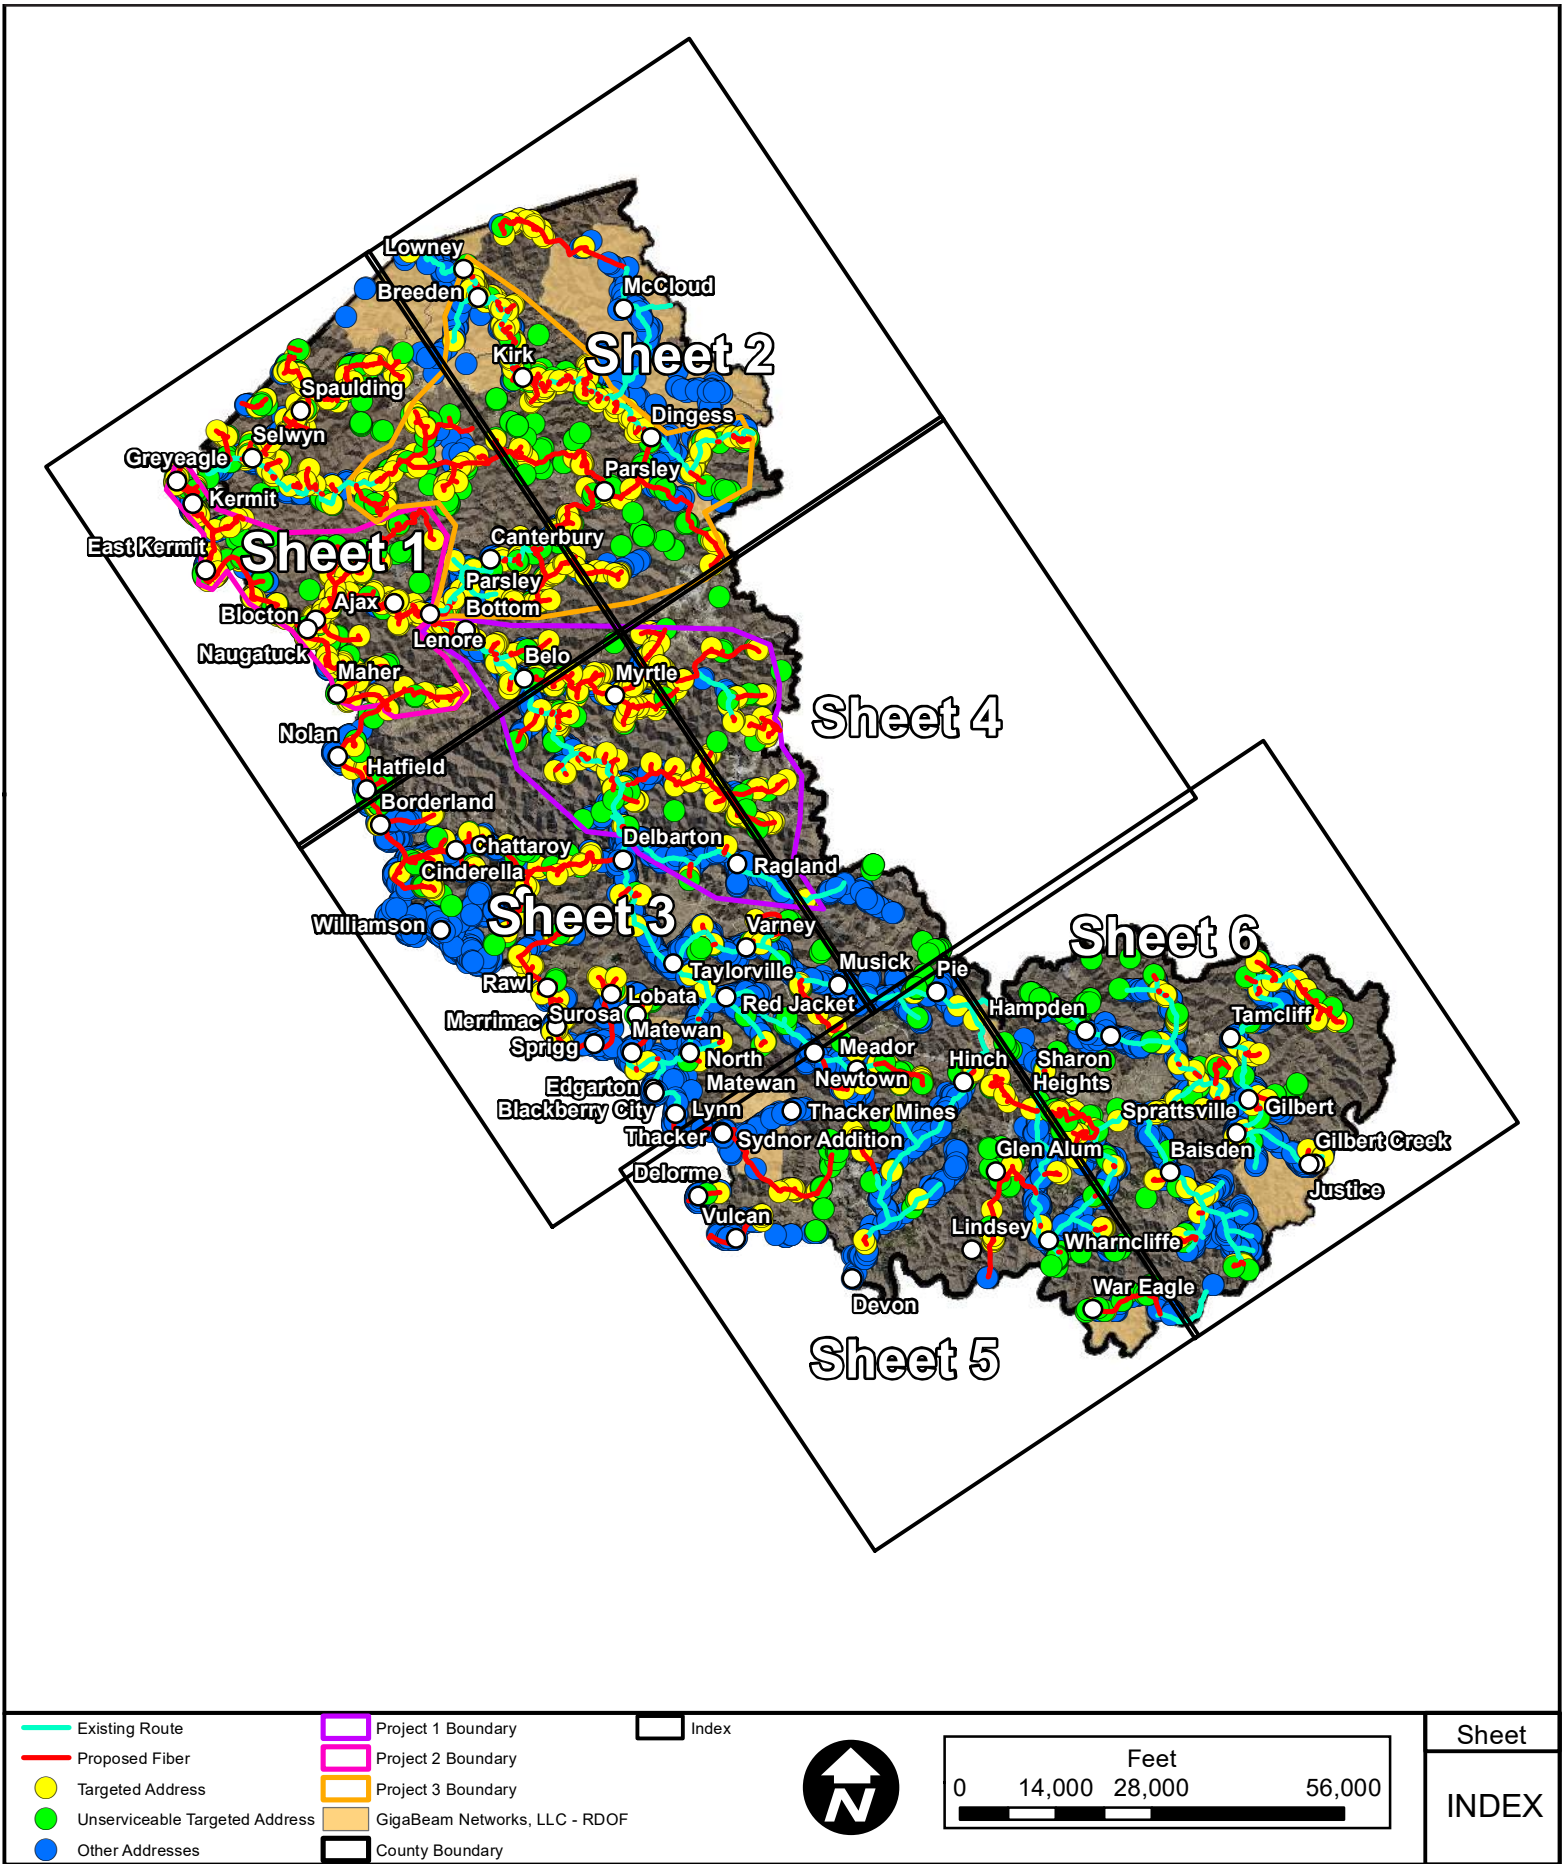 Lowney
Breeden
McCloud
Kirk
Sheet 2
Spaulding
Dingess
Selwyn
Greyeagle
Parsley
Kermit
East Kermit
Sheet 1
Canterbury
Parsley
Bottom
Ajax
Blocton
Lenore
Naugatuck
Belo
Maher
Myrtle
Sheet 4
Nolan
Hatfield
Borderland
Delbarton
Chattaroy
Ragland
Cinderella
Sheet 3
Williamson
Varney
Sheet 6
Musick
Pie
Taylorville
Rawl
Lobata
Red Jacket
Hampden
Tamcliff
Merrimac
Surosa
Matewan
Sprigg
North
Matewan
Meador
Newtown
Hinch
Sharon
Heights
Edgarton
Blackberry City
Lynn
Thacker Mines
Sprattsville
Gilbert
Thacker
Sydnor Addition
Glen Alum
Baisden
Gilbert Creek
Justice
Delorme
Vulcan
Lindsey
Wharncliffe
War Eagle
Devon
Sheet 5
Existing Route
Proposed Fiber
Targeted Address
Unserviceable Targeted Address
Other Addresses
Project 1 Boundary
Project 2 Boundary
Project 3 Boundary
GigaBeam Networks, LLC - RDOF
County Boundary
Index
N
Feet
0 14,000 28,000 56,000
Sheet
INDEX